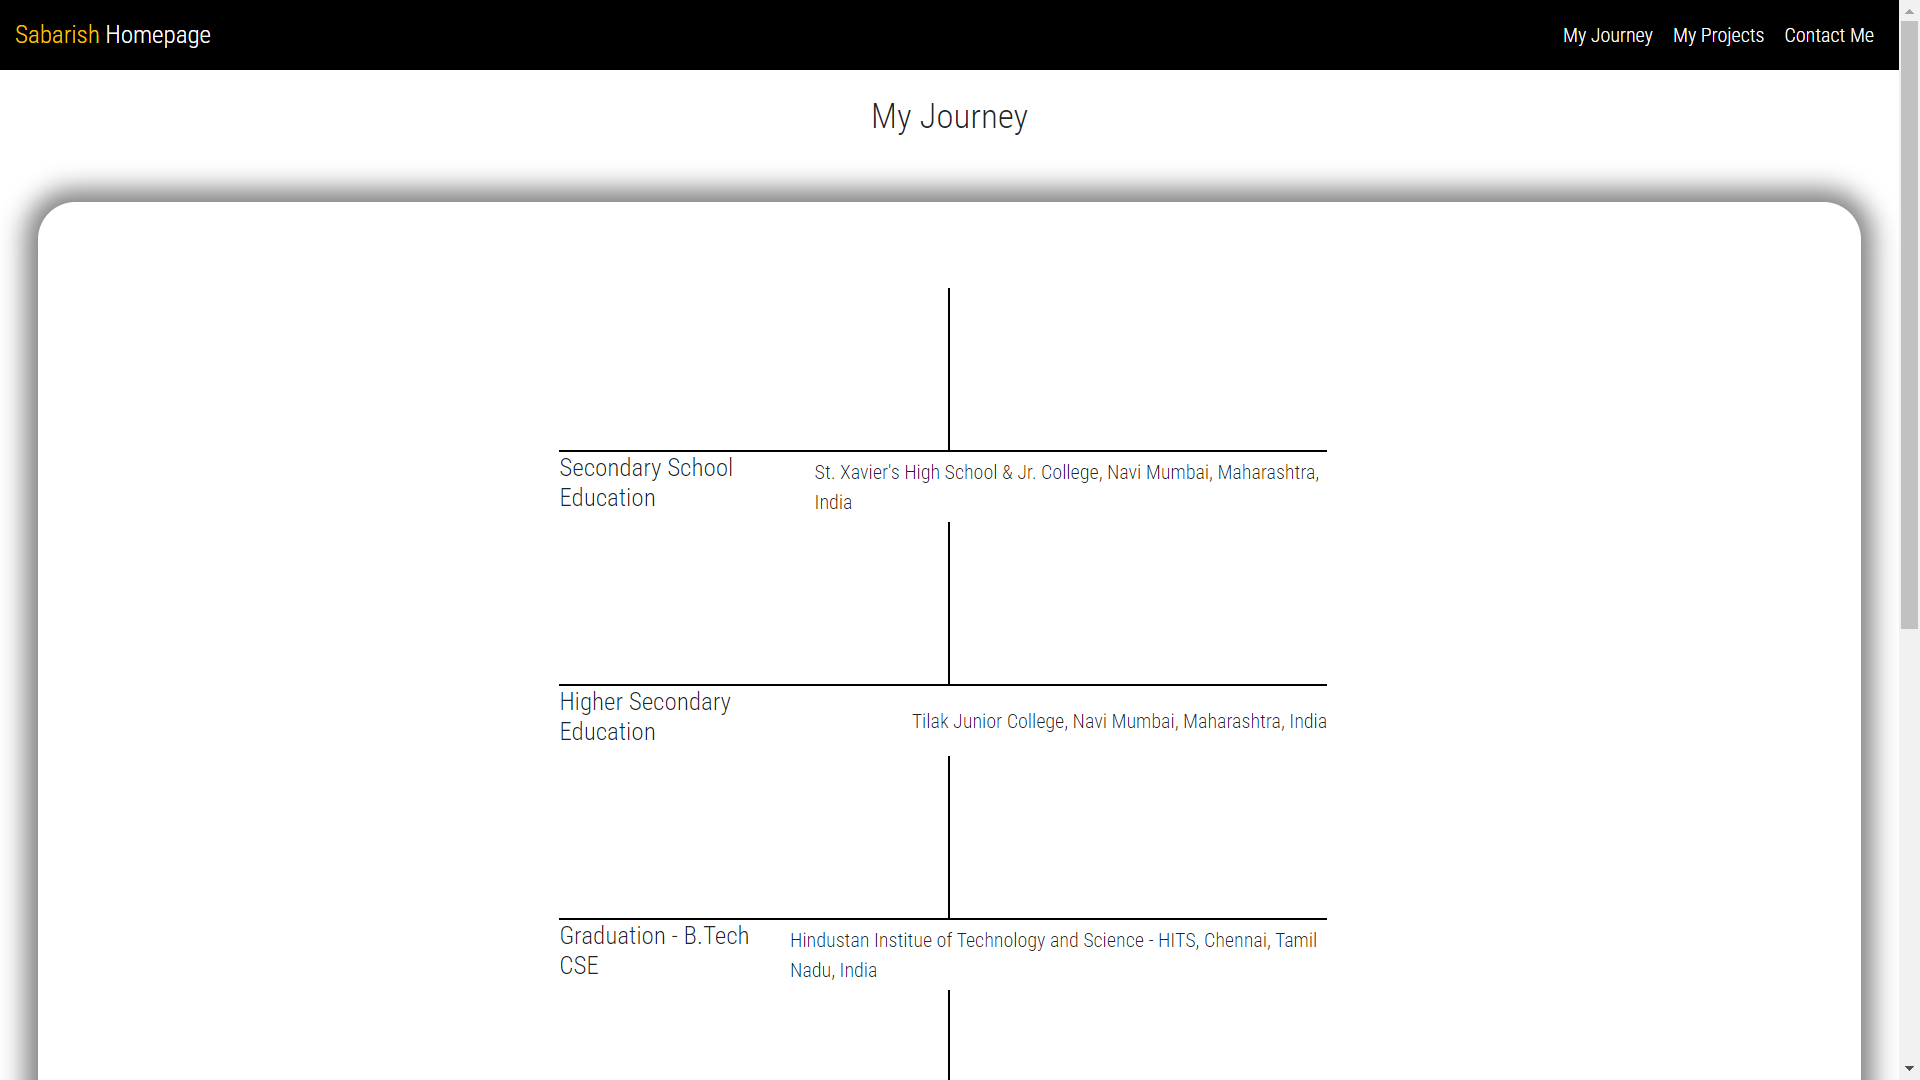 Sabarish Homepage
My Journey
My Projects
Contact Me
My Journey
Secondary School
Education
St. Xavier's High School & Jr. College, Navi Mumbai, Maharashtra,
India
Higher Secondary
Education
Tilak Junior College, Navi Mumbai, Maharashtra, India
Graduation - B.Tech
CSE
Hindustan Institue of Technology and Science - HITS, Chennai, Tamil
Nadu, India